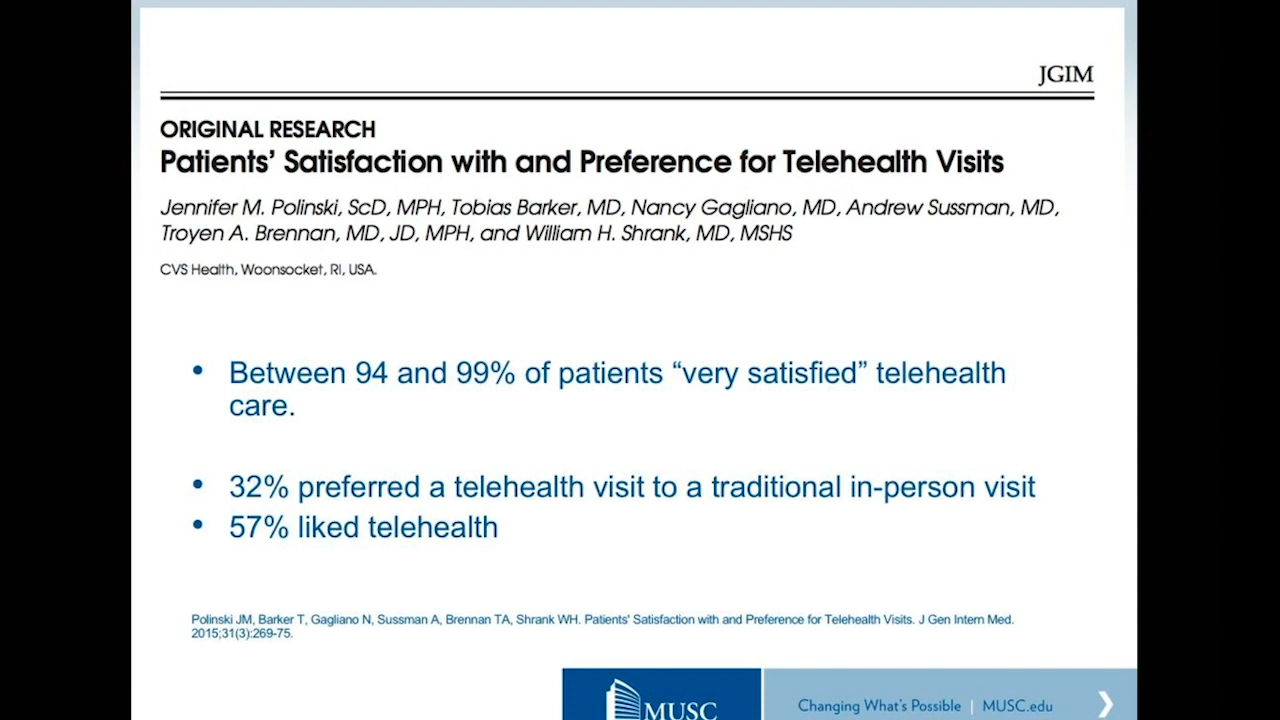 JGIM
ORIGINAL RESEARCH
Patients’ Satisfaction with and Preference for Telehealth Visits
Jennifer M. Polinski, ScD, MPH, Tobias Barker, MD, Nancy Gagliano, MD, Andrew Sussman, MD,
Troyen A. Brennan, MD, JD, MPH, and William H. Shrank, MD, MSHS
CVS Health, Woonsocket, RI, USA.
• Between 94 and 99% of patients “very satisfied” telehealth
care.
• 32% preferred a telehealth visit to a traditional in-person visit
• 57% liked telehealth
Polinski JM, Barker T, Gagliano N, Sussman A, Brennan TA, Shrank WH. Patients' Satisfaction with and Preference for Telehealth Visits. J Gen Intern Med.
2015;31(3):269-75.
MUSC
Changing What's Possible | MUSC.edu